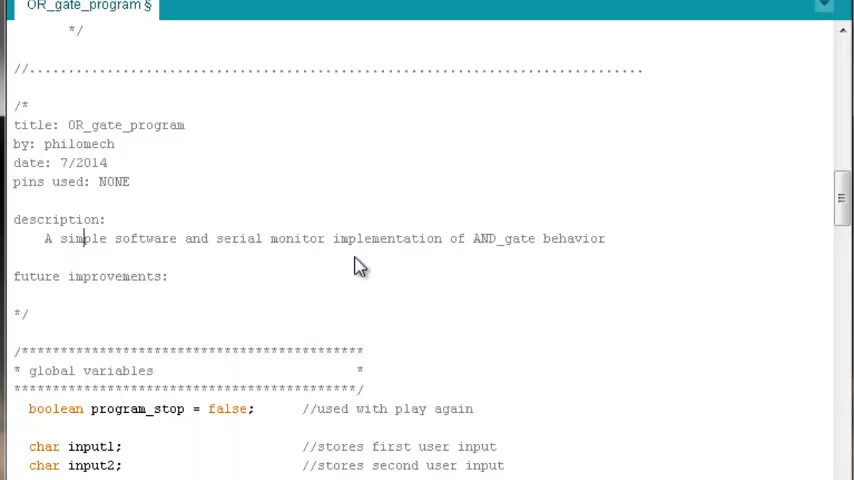 OR_gate_program §
*/
//...............................................................................
/*
title: OR_gate_program
by: philomech
date: 7/2014
pins used: NONE
description:
A simple software and serial monitor implementation of AND_gate behavior
future improvements:
*/
/********************************************
* global variables *
********************************************/
boolean program_stop = false; //used with play again
char input1; //stores first user input
char input2; //stores second user input